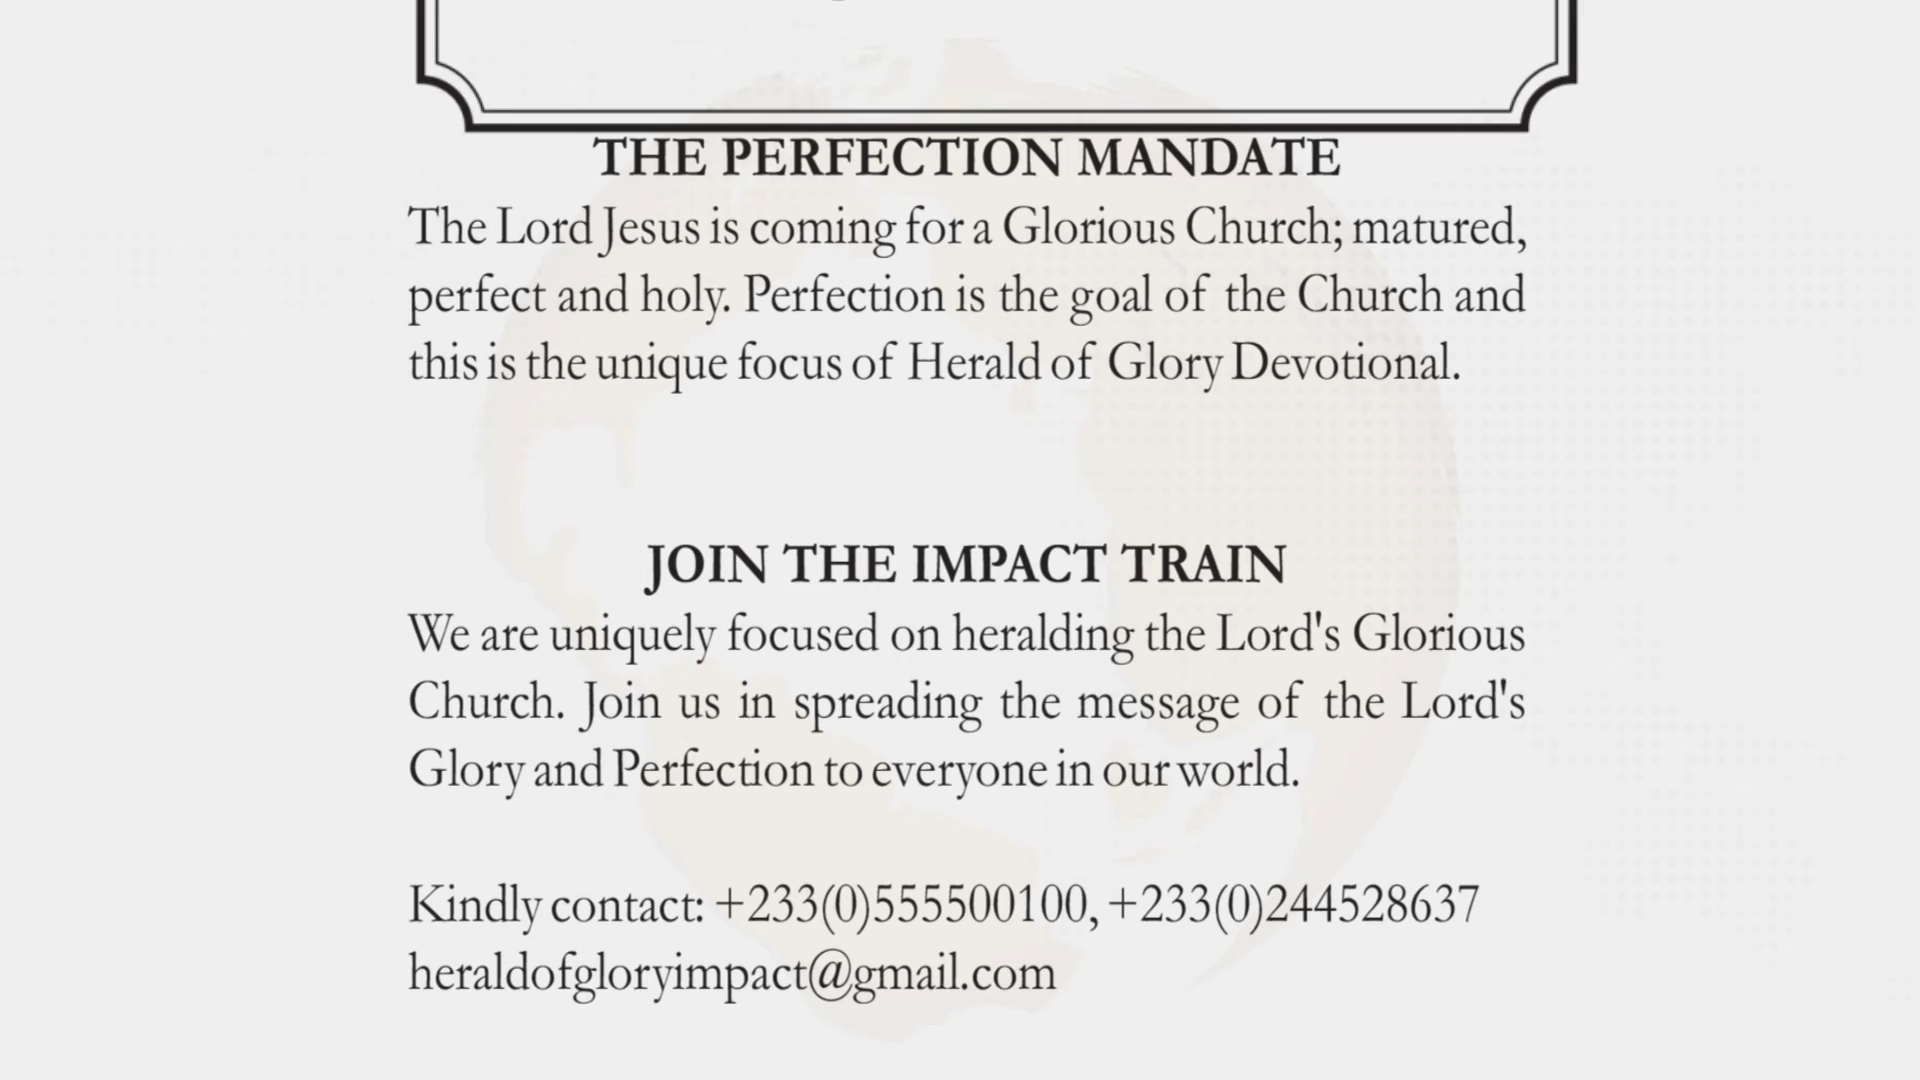 THE PERFECTION MANDATE
The Lord Jesus is coming for a Glorious Church; matured,
perfect and holy. Perfection is the goal of the Church and
this is the unique focus of Herald of Glory Devotional.
JOIN THE IMPACT TRAIN
We are uniquely focused on heralding the Lord's Glorious
Church. Join us in spreading the message of the Lord's
Glory and Perfection to everyone in our world.
Kindly contact: +233(0)555500100, +233(0)244528637
heraldofgloryimpact@gmail.com